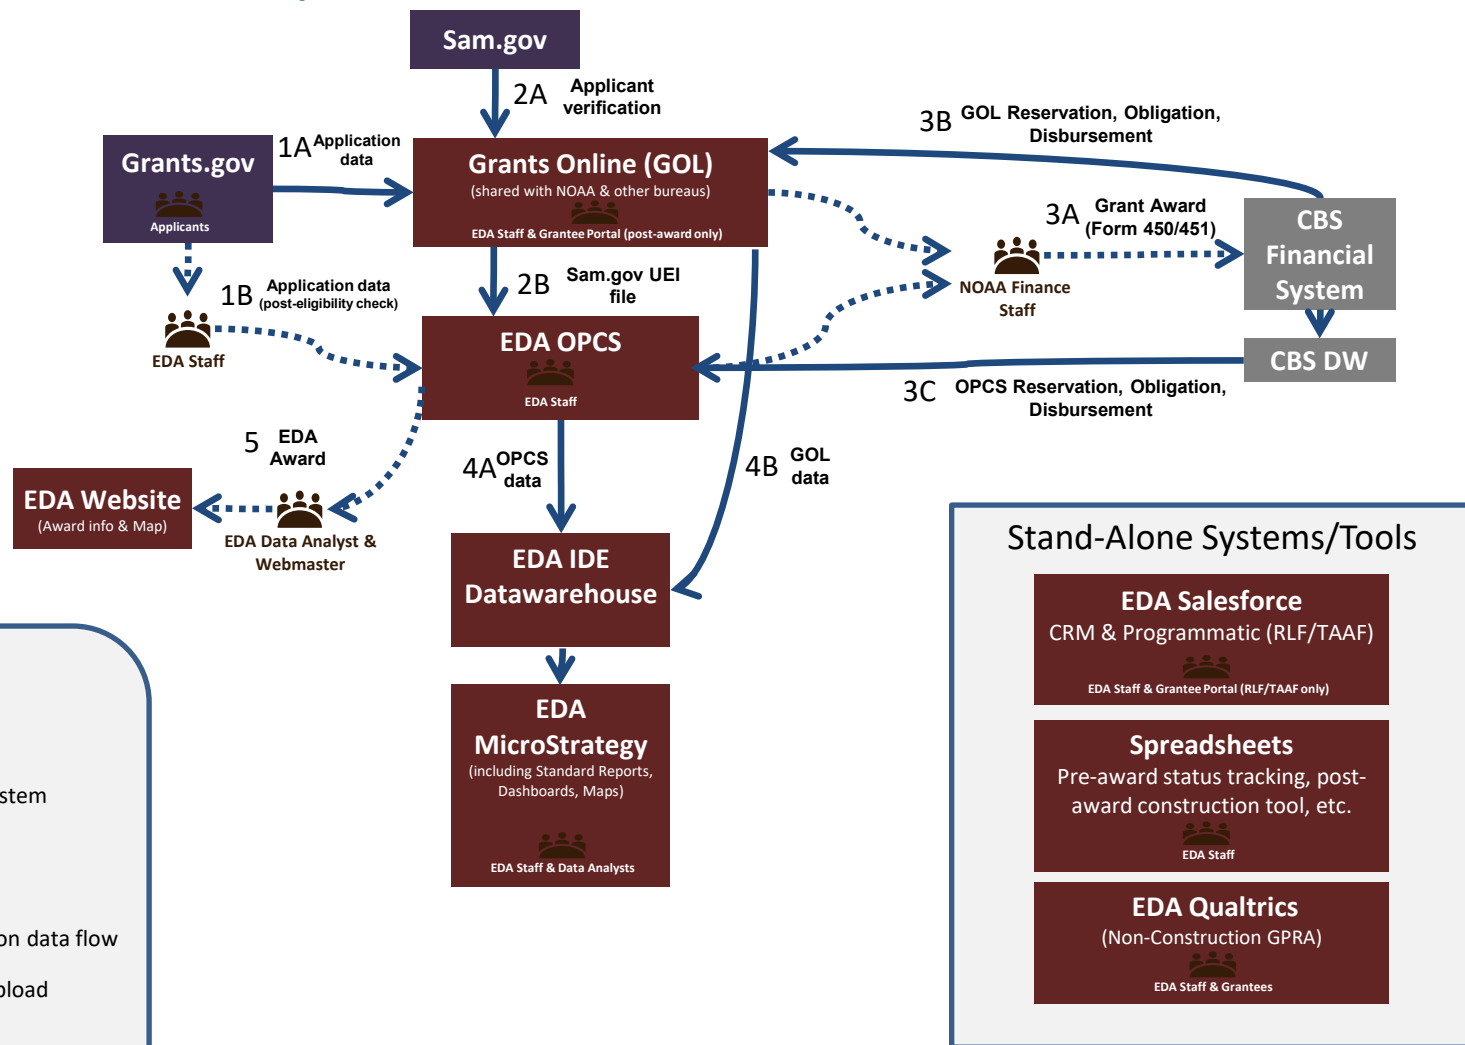 Sam.gov
2A
Applicant
verification
3B
GOL Reservation, Obligation,
Disbursement
Grants.gov
Applicants
1A
Application
data
Grants Online (GOL)
(shared with NOAA & other bureaus)
EDA Staff & Grantee Portal (post-award only)
3A
Grant Award
(Form 450/451)
CBS
Financial
System
NOAA Finance
Staff
1B
Application data
(post-eligibility check)
2B
Sam.gov UEI
file
EDA Staff
EDA OPCS
EDA Staff
CBS DW
3C
OPCS Reservation, Obligation,
Disbursement
5
EDA
Award
4A
OPCS
data
4B
GOL
data
EDA Website
(Award info & Map)
EDA Data Analyst &
Webmaster
EDA IDE
Datawarehouse
EDA
MicroStrategy
(including Standard Reports,
Dashboards, Maps)
EDA Staff & Data Analysts
Stand-Alone Systems/Tools
EDA Salesforce
CRM & Programmatic (RLF/TAAF)
EDA Staff & Grantee Portal (RLF/TAAF only)
Spreadsheets
Pre-award status tracking, post-
award construction tool, etc.
EDA Staff
EDA Qualtrics
(Non-Construction GPRA)
EDA Staff & Grantees
stem
on data flow
pload